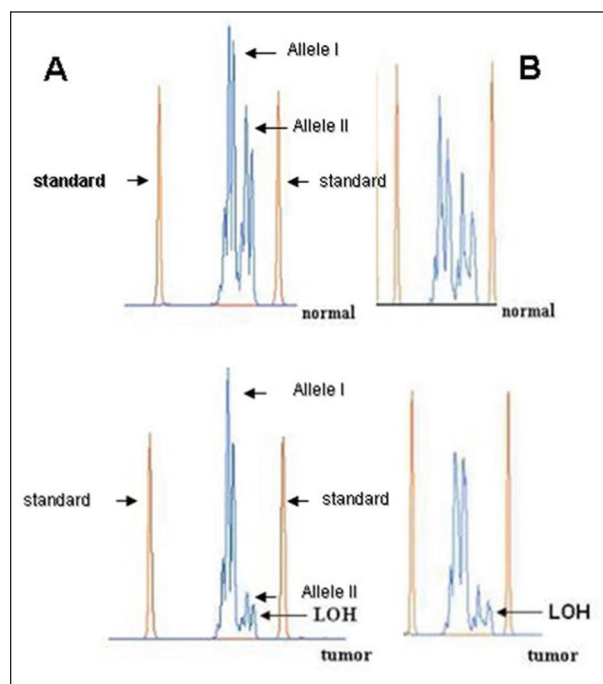 A
B
Allele I
Allele II
standard
standard
normal
normal
Allele I
standard
standard
Allele II
LOH
LOH
tumor
tumor